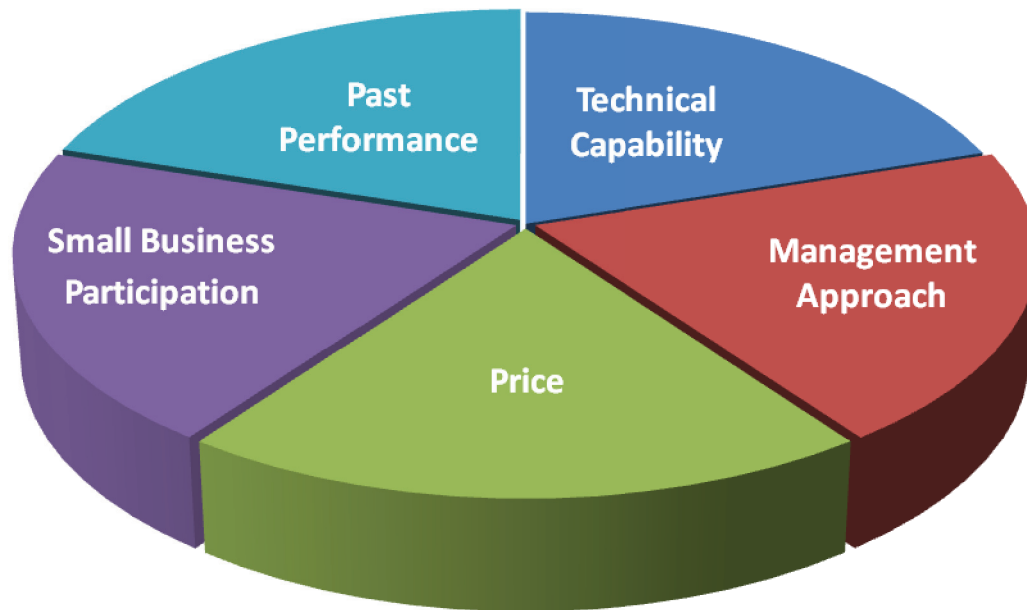 Past
Performance
Technical
Capability
Small Business
Participation
Management
Approach
Price